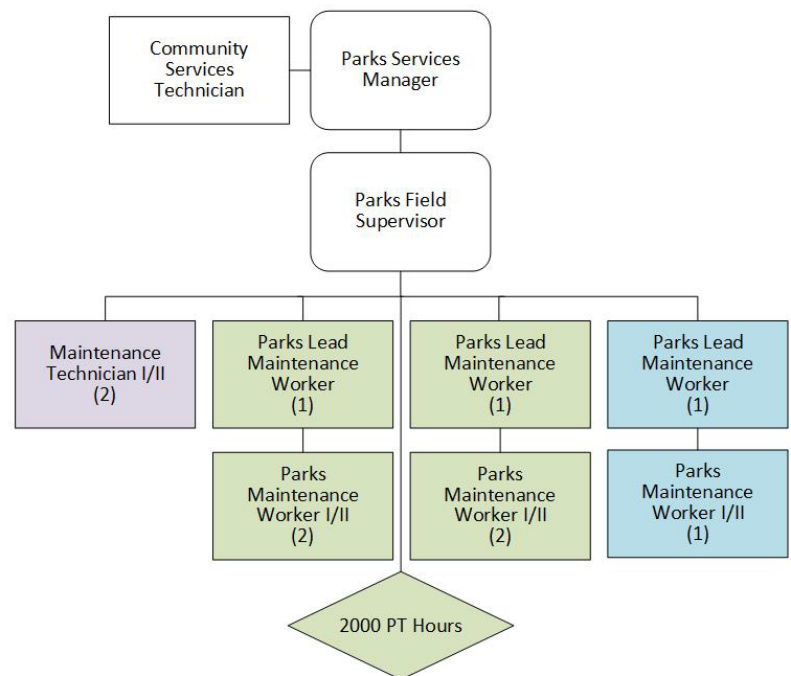 Community
Services
Technician
Parks Services
Manager
Parks Field
Supervisor
Maintenance
Technician I/II
(2)
Parks Lead
Maintenance
Worker
(1)
Parks Lead
Maintenance
Worker
(1)
Parks Lead
Maintenance
Worker
(1)
Parks
Maintenance
Worker I/II
(2)
Parks
Maintenance
Worker I/II
(2)
Parks
Maintenance
Worker I/II
(1)
2000 PT Hours